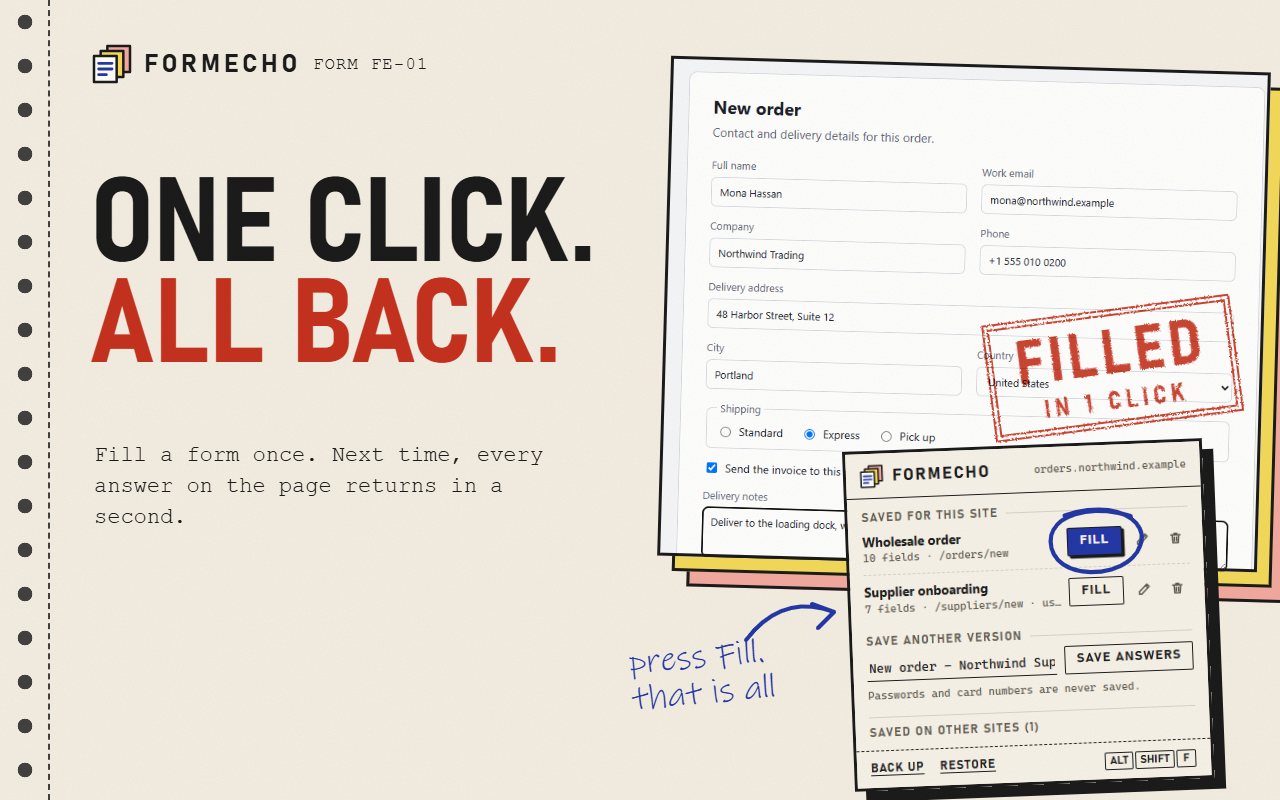 FORMECHO FORM FE-01
ONE CLICK.
ALL BACK.
Fill a form once. Next time, every
answer on the page returns in a
second.
New order
Contact and delivery details for this order.
Full name
Mona Hassan
Work email
mona@northwind.example
Company
Northwind Trading
Phone
+1 555 010 0200
Delivery address
48 Harbor Street, Suite 12
City
Portland
Country
United States
FILLED
IN 1 CLICK
Shipping
Standard Express Pick up
Send the invoice to this
Delivery notes
Deliver to the loading dock,
press Fill.
that is all
FORMECHO orders.northwind.example
SAVED FOR THIS SITE
Wholesale order
10 fields · /orders/new
FILL
Supplier onboarding
7 fields · /suppliers/new · us…
FILL
SAVE ANOTHER VERSION
New order — Northwind Sup
SAVE ANSWERS
Passwords and card numbers are never saved.
SAVED ON OTHER SITES (1)
BACK UP RESTORE ALT SHIFT F